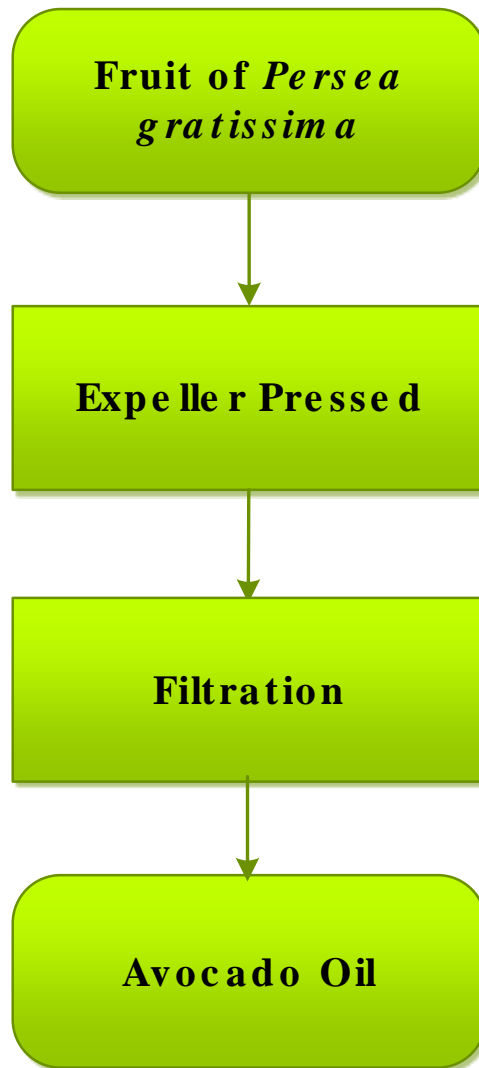 Fruit of Persea
gratissima
Expeller Pressed
Filtration
Avocado Oil